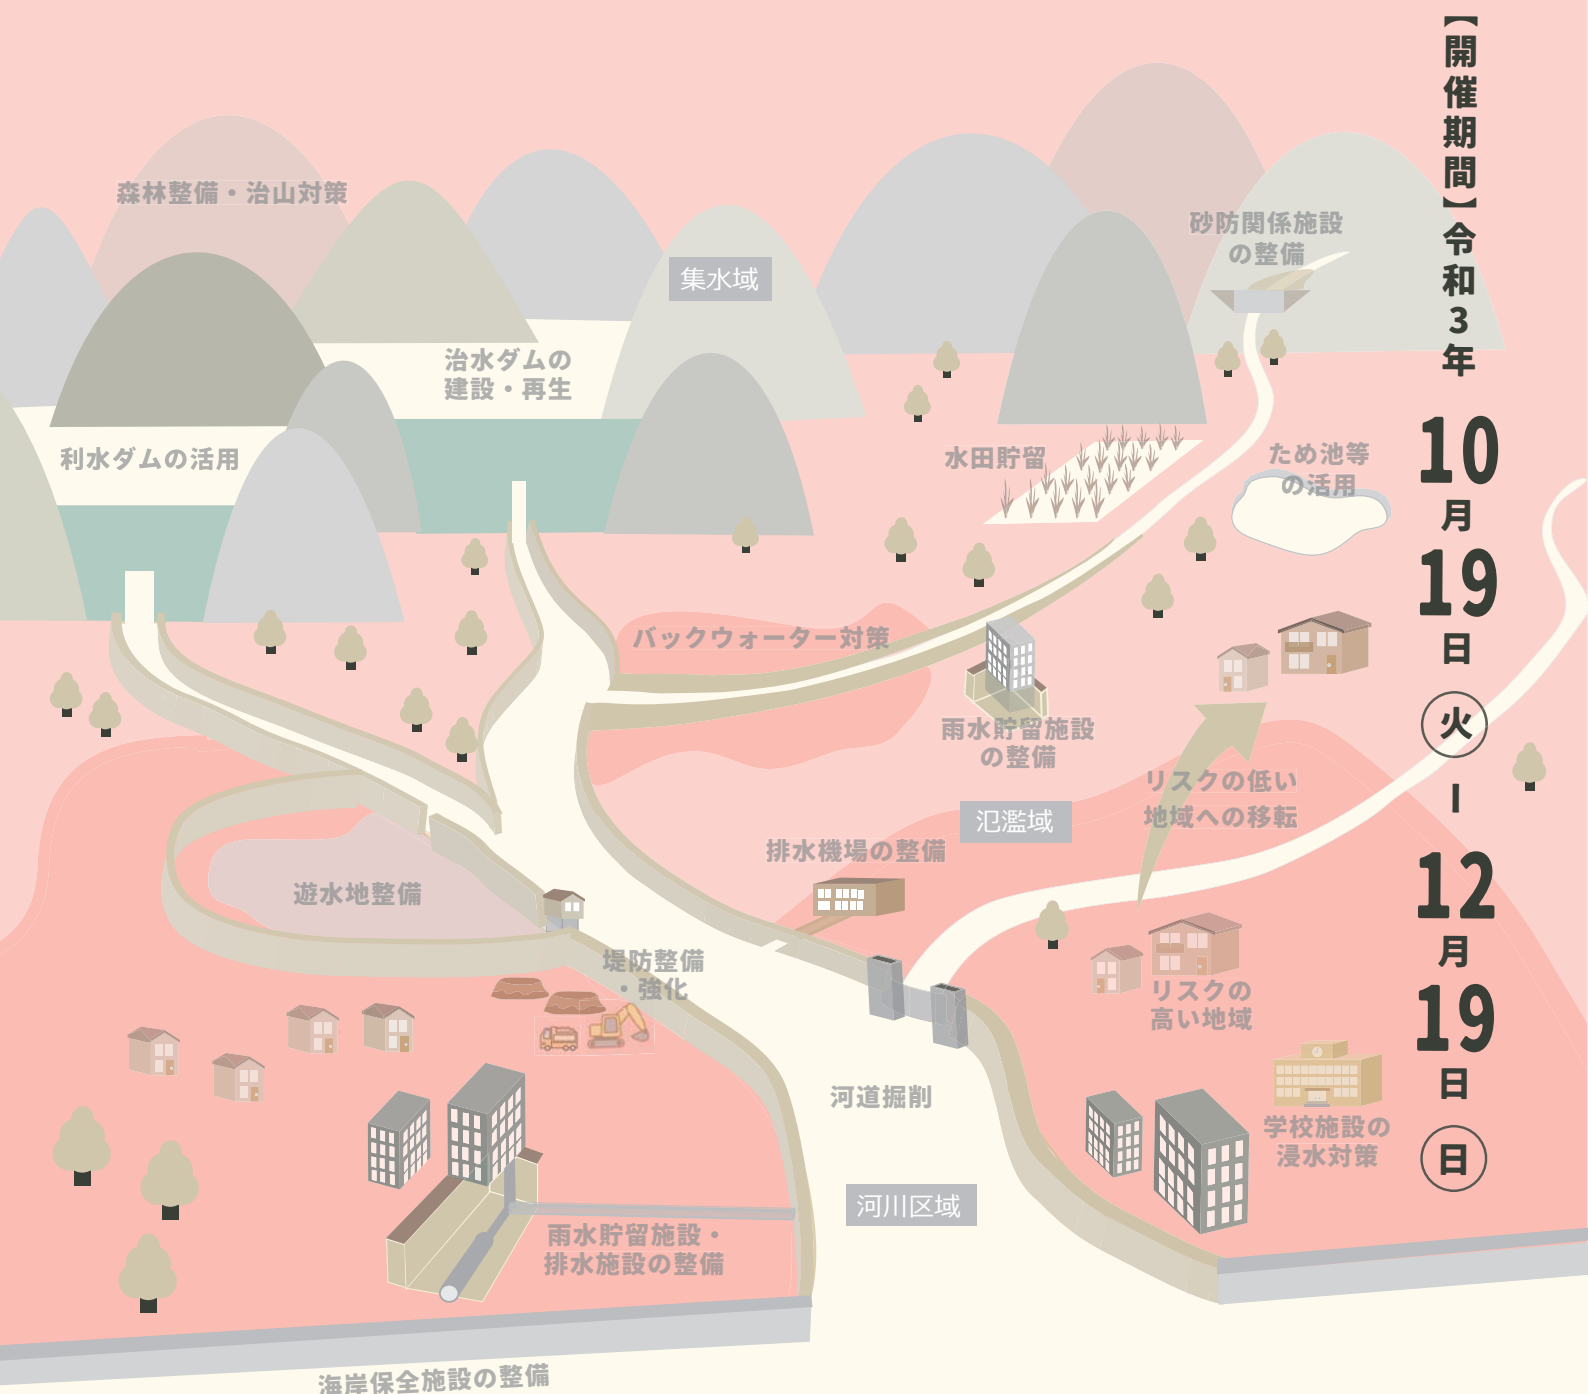 【開催期間】令和3年
10
月
19
日
火
ー
12
月
19
日
日
森林整備・治山対策
砂防関係施設
の整備
集水域
治水ダムの
建設・再生
利水ダムの活用
水田貯留
ため池等
の活用
バックウォーター対策
雨水貯留施設
の整備
リスクの低い
地域への移転
氾濫域
排水機場の整備
遊水地整備
堤防整備
・強化
リスクの
高い地域
河道掘削
学校施設の
浸水対策
河川区域
雨水貯留施設・
排水施設の整備
海岸保全施設の整備